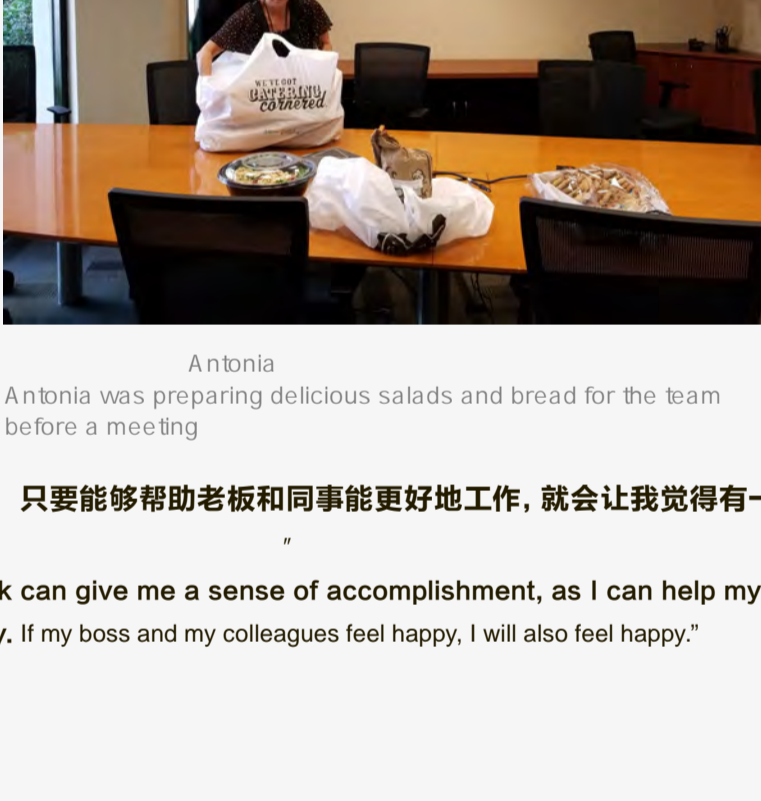 WE'VE GOT
CATERING
cornered
Antonia
Antonia was preparing delicious salads and bread for the team
before a meeting
只要能够帮助老板和同事能更好地工作, 就会让我觉得有一
”
k can give me a sense of accomplishment, as I can help my
y. If my boss and my colleagues feel happy, I will also feel happy.”